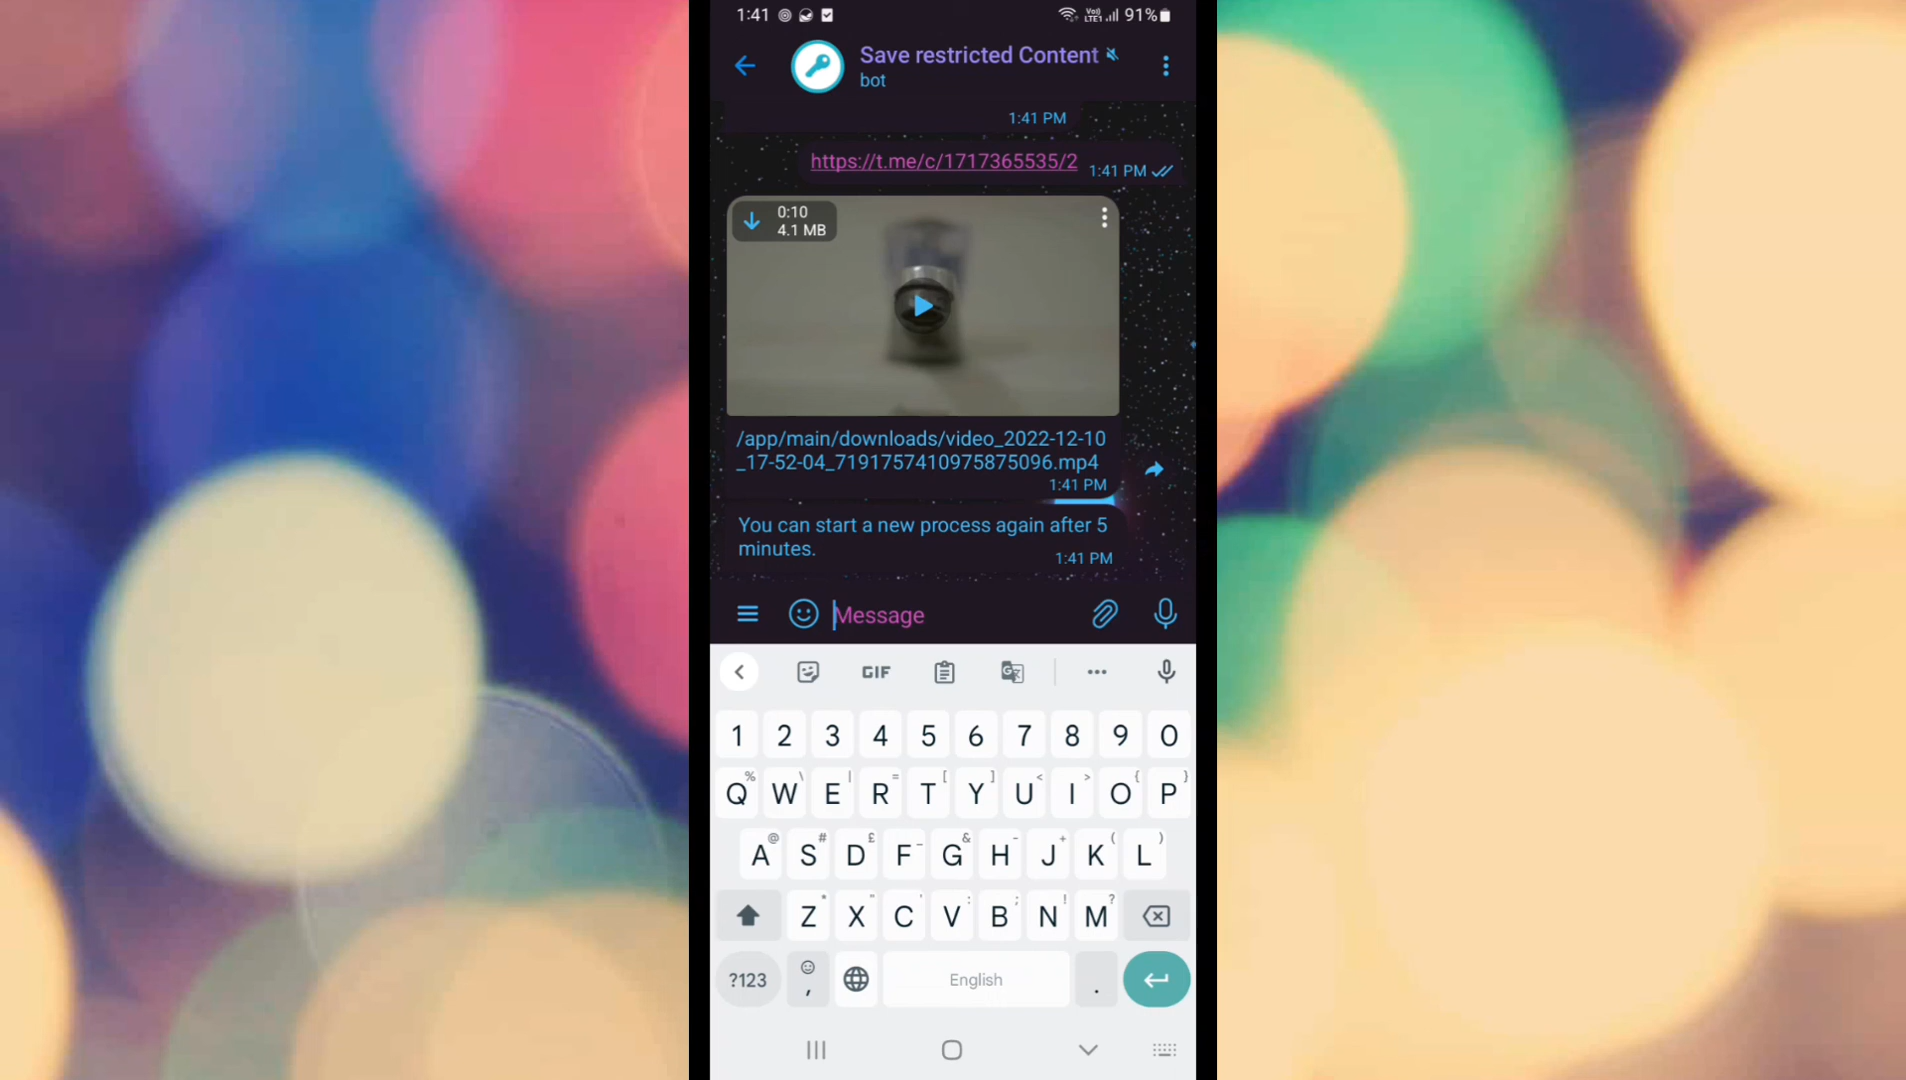 1:41 Vo) LTE1 91%
Save restricted Content
bot
1:41 PM
https://t.me/c/1717365535/2 1:41 PM
0:10
4.1 MB
/app/main/downloads/video_2022-12-10
_17-52-04_7191757410975875096.mp4
1:41 PM
You can start a new process again after 5
minutes. 1:41 PM
Message
GIF
1 2 3 4 5 6 7 8 9 0
% \ | = [ ] < > { }
Q W E R T Y U I O P
@ # £ _ & - + ( )
A S D F G H J K L
* " ' : ; ! ?
Z X C V B N M
?123 , English .